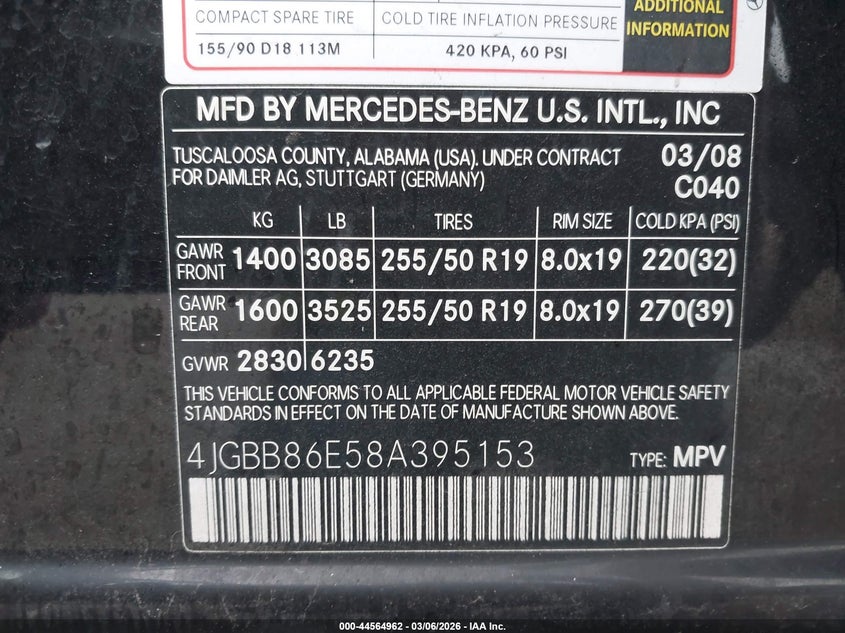 COMPACT SPARE TIRE COLD TIRE INFLATION PRESSURE
155/90 D18 113M 420 KPA, 60 PSI
ADDITIONAL
INFORMATION
MFD BY MERCEDES-BENZ U.S. INTL., INC
TUSCALOOSA COUNTY, ALABAMA (USA). UNDER CONTRACT 03/08
FOR DAIMLER AG, STUTTGART (GERMANY) C040
KG LB TIRES RIM SIZE COLD KPA (PSI)
GAWR FRONT 1400 3085 255/50 R19 8.0x19 220(32)
GAWR REAR 1600 3525 255/50 R19 8.0x19 270(39)
GVWR 2830 6235
THIS VEHICLE CONFORMS TO ALL APPLICABLE FEDERAL MOTOR VEHICLE SAFETY
STANDARDS IN EFFECT ON THE DATE OF MANUFACTURE SHOWN ABOVE.
4JGBB86E58A395153 TYPE: MPV
000-44564962 - 03/06/2026 - IAA Inc.